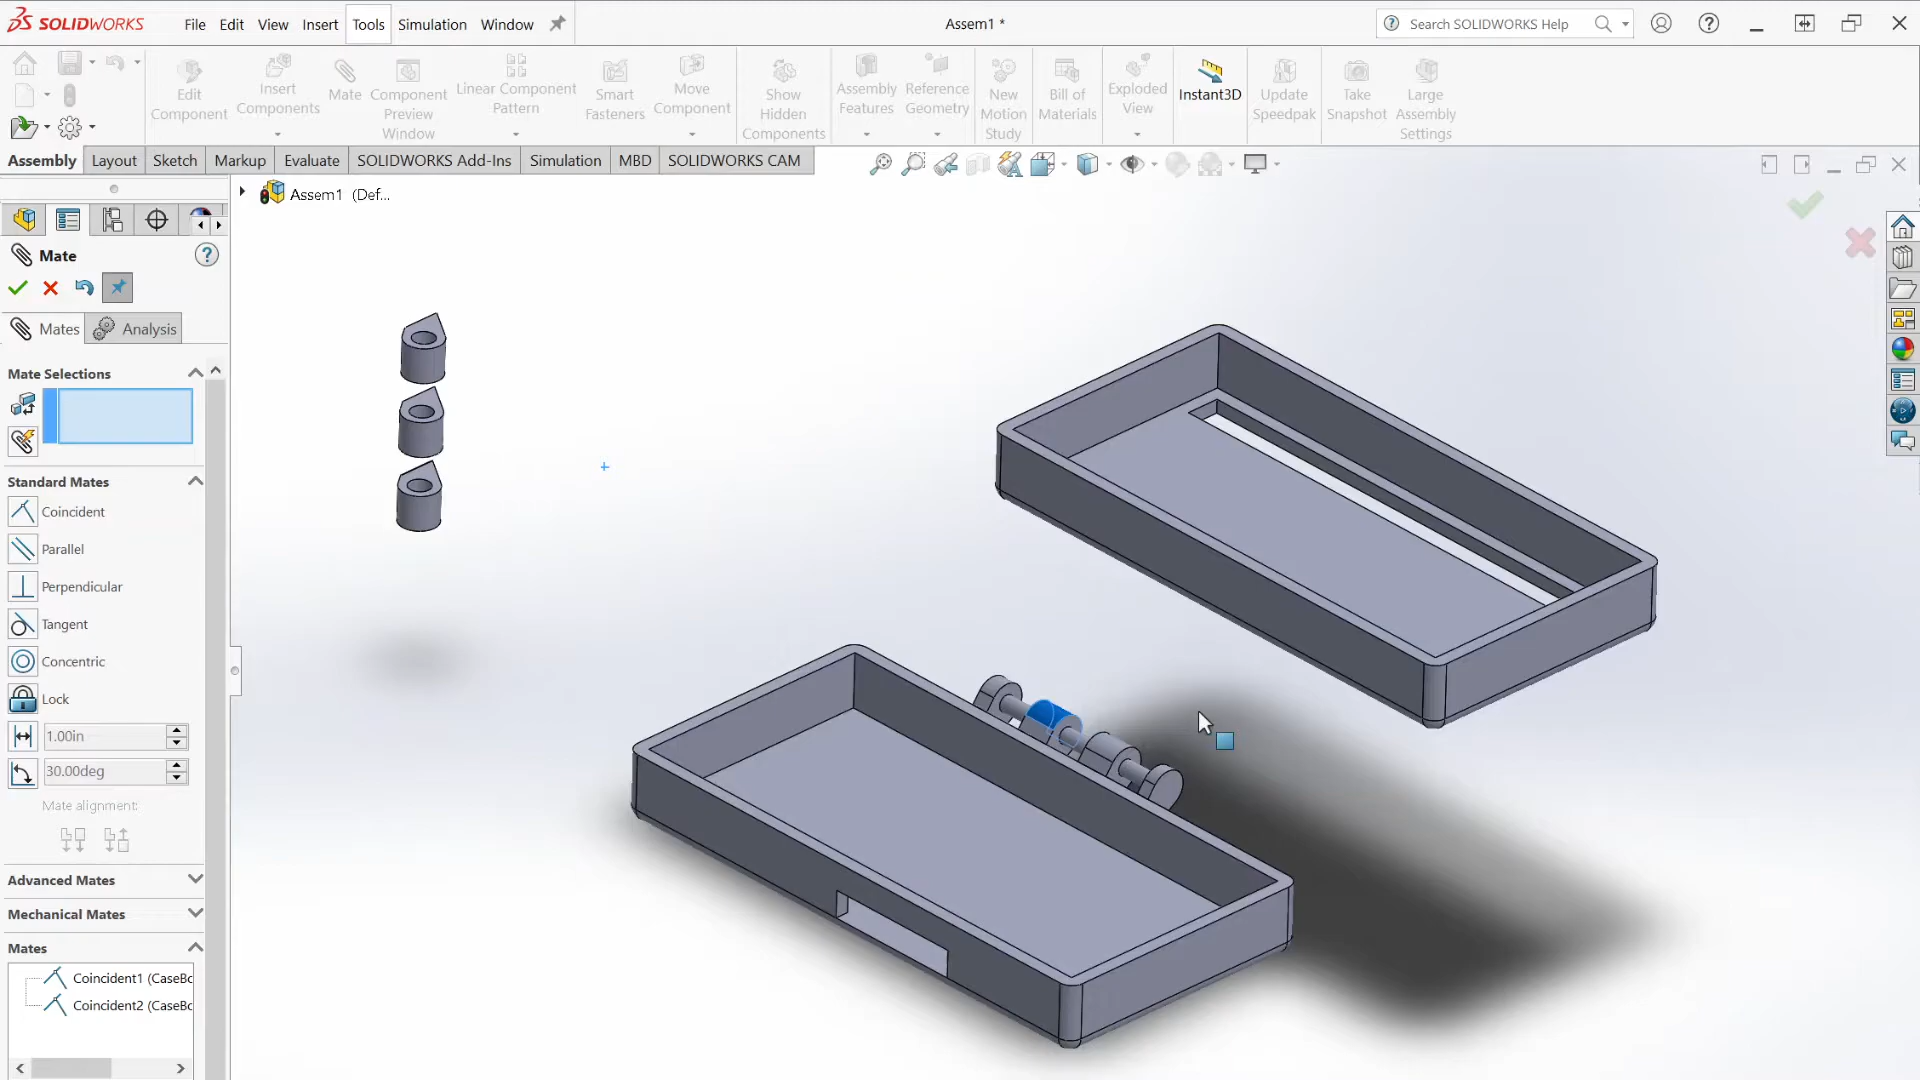 SOLIDWORKS File Edit View Insert Tools Simulation Window Assem1 * Search SOLIDWORKS Help
Edit Component
Insert Components
Mate
Component Preview Window
Linear Component Pattern
Smart Fasteners
Move Component
Show Hidden Components
Assembly Features
Reference Geometry
New Motion Study
Bill of Materials
Exploded View
Instant3D
Update Speedpak
Take Snapshot
Large Assembly Settings
Assembly Layout Sketch Markup Evaluate SOLIDWORKS Add-Ins Simulation MBD SOLIDWORKS CAM
Assem1 (Def...
Mate
Mates Analysis
Mate Selections
Standard Mates
Coincident
Parallel
Perpendicular
Tangent
Concentric
Lock
1.00in
30.00deg
Mate alignment:
Advanced Mates
Mechanical Mates
Mates
Coincident1 (CaseBo
Coincident2 (CaseBo